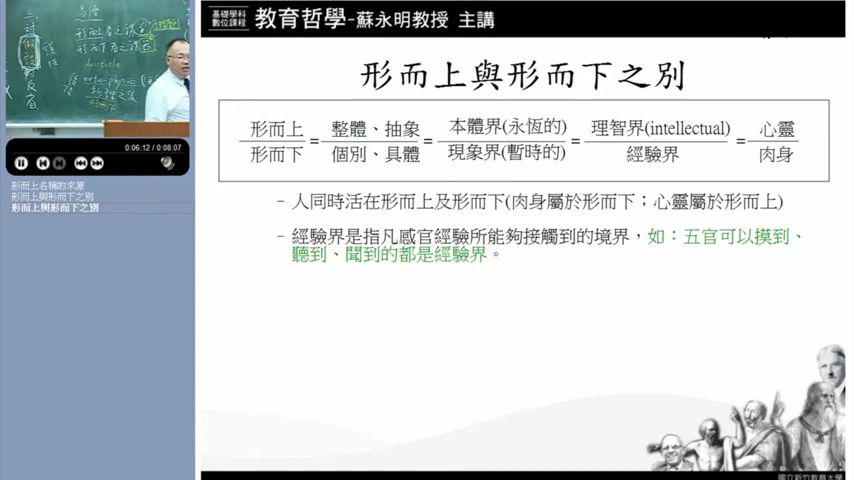 基礎學科
數位課程
教育哲學-蘇永明教授 主講
形而上與形而下之別
形而上/形而下 = 整體、抽象/個別、具體 = 本體界(永恆的)/現象界(暫時的) = 理智界(intellectual)/經驗界 = 心靈/肉身
- 人同時活在形而上及形而下(肉身屬於形而下；心靈屬於形而上)
- 經驗界是指凡感官經驗所能夠接觸到的境界，如：五官可以摸到、
聽到、聞到的都是經驗界。
0:06:12 / 0:08:07
形而上名稱的來源
形而上與形而下之別
形而上與形而下之別
國立新竹教育大學